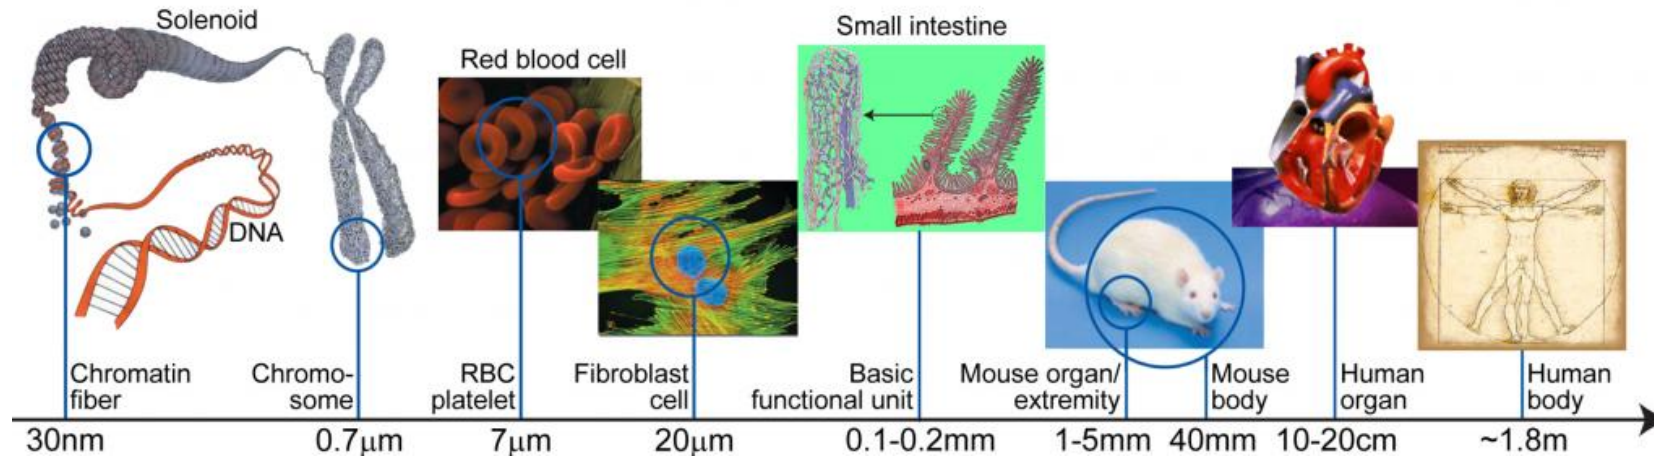 Solenoid
Red blood cell
Small intestine
DNA
Chromatin
fiber
Chromo-
some
RBC
platelet
Fibroblast
cell
Basic
functional unit
Mouse organ/
extremity
Mouse
body
Human
organ
Human
body
30nm
0.7μm
7μm
20μm
0.1-0.2mm
1-5mm
40mm
10-20cm
~1.8m